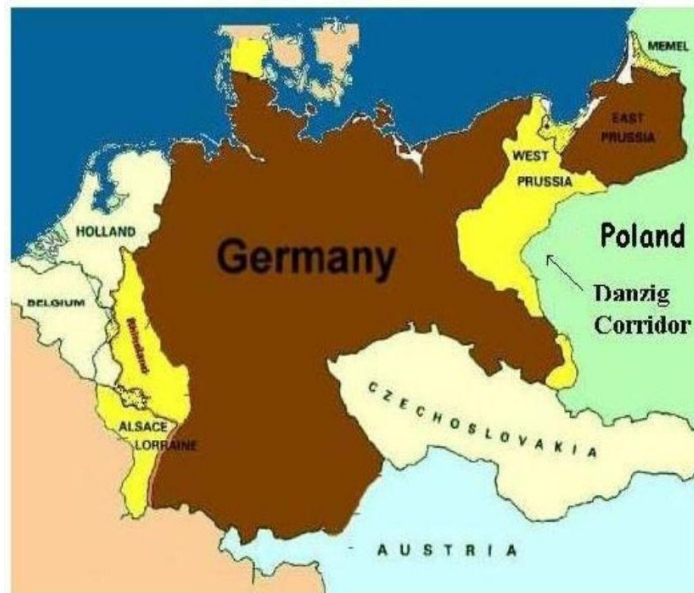 MEMEL
EAST
PRUSSIA
WEST
PRUSSIA
HOLLAND
Poland
Germany
Danzig
Corridor
BELGIUM
Rhineland
CZECHOSLOVAKIA
ALSACE
LORRAINE
AUSTRIA